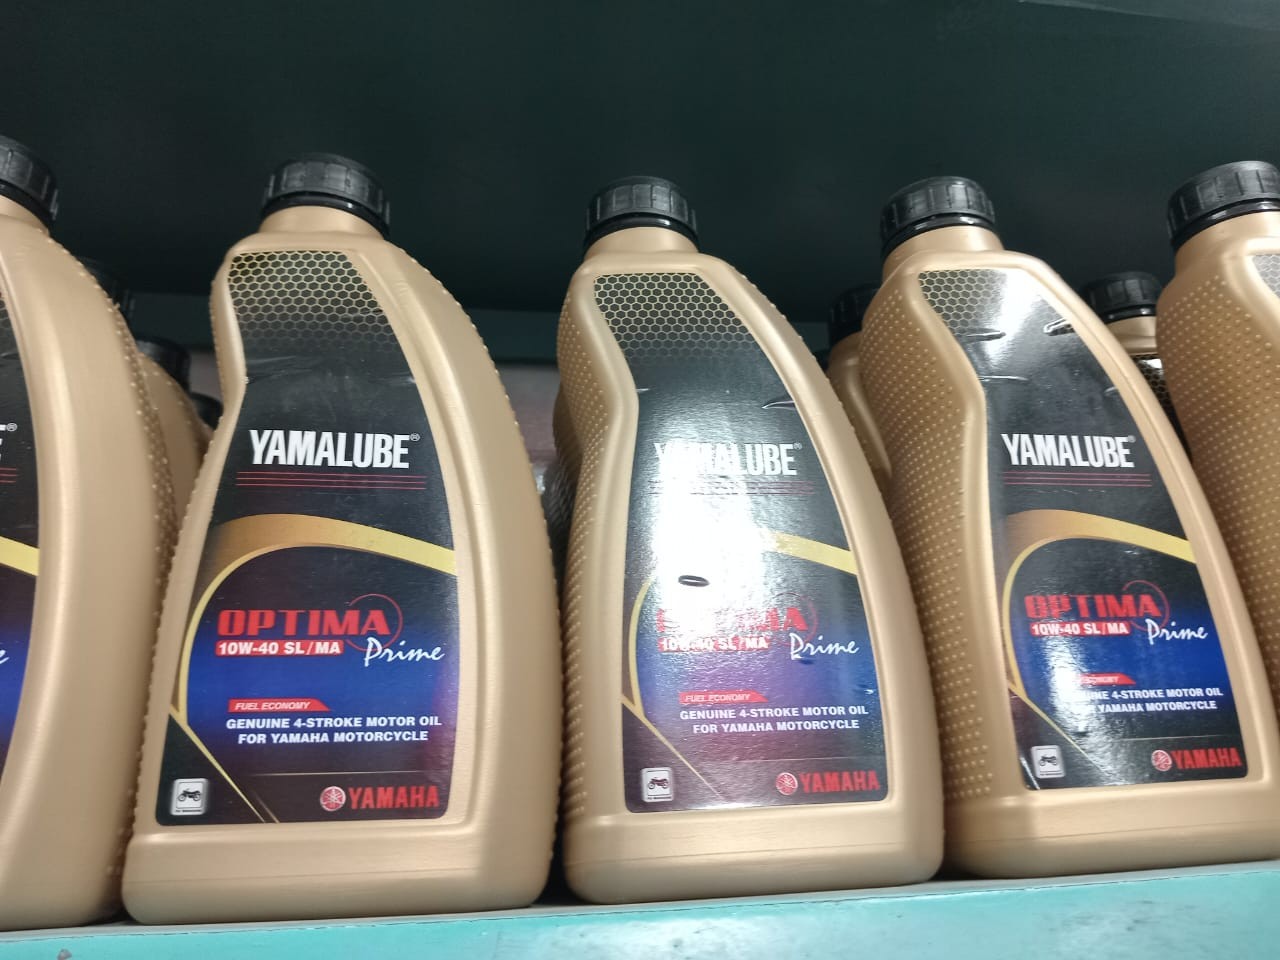 YAMALUBE®
OPTIMA
10W-40 SL/MA Prime
FUEL ECONOMY
GENUINE 4-STROKE MOTOR OIL
FOR YAMAHA MOTORCYCLE
YAMAHA
YAMALUBE®
OPTIMA
10W-40 SL/MA Prime
FUEL ECONOMY
GENUINE 4-STROKE MOTOR OIL
FOR YAMAHA MOTORCYCLE
YAMAHA
YAMALUBE®
OPTIMA
10W-40 SL/MA Prime
ECONOMY
GENUINE 4-STROKE MOTOR OIL
YAMAHA MOTORCYCLE
YAMAHA